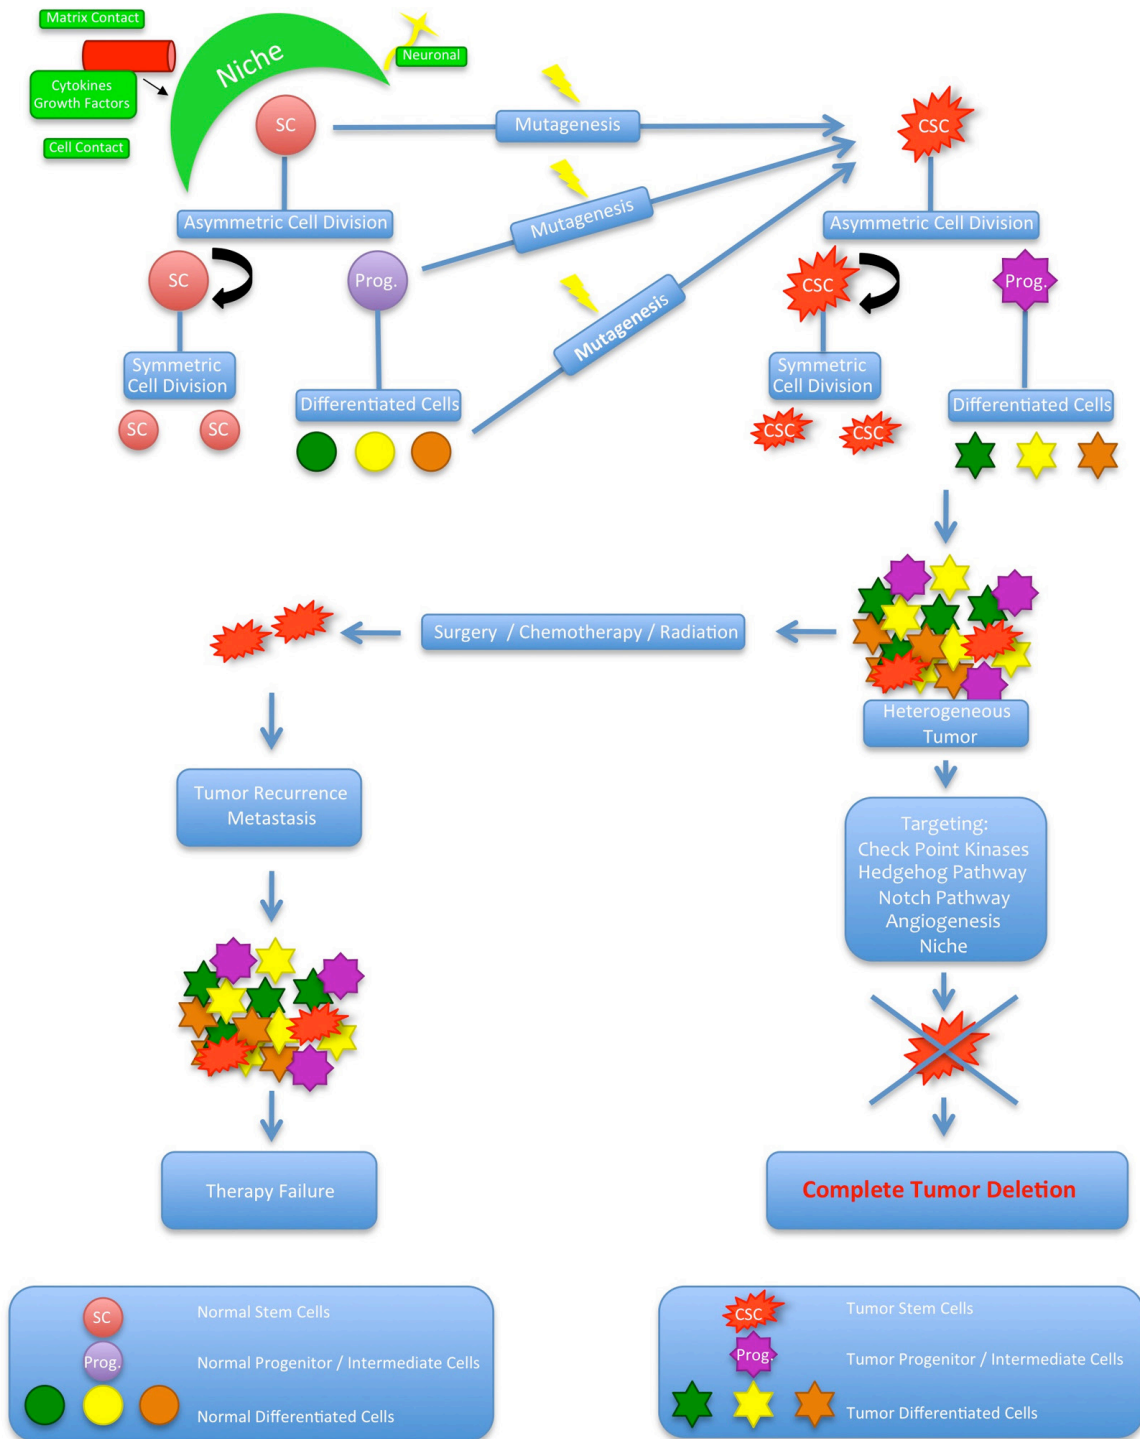 Matrix Contact
Niche
Neuronal
Cytokines
Growth Factors
Cell Contact
SC
Mutagenesis
CSC
Asymmetric Cell Division
Mutagenesis
Asymmetric Cell Division
SC
Prog.
Mutagenesis
CSC
Prog.
Symmetric
Cell Division
Symmetric
Cell Division
Differentiated Cells
Differentiated Cells
SC
SC
CSC
CSC
Surgery / Chemotherapy / Radiation
Heterogeneous
Tumor
Tumor Recurrence
Metastasis
Targeting:
Check Point Kinases
Hedgehog Pathway
Notch Pathway
Angiogenesis
Niche
Therapy Failure
Complete Tumor Deletion
SC
Normal Stem Cells
Prog.
Normal Progenitor / Intermediate Cells
Normal Differentiated Cells
CSC
Tumor Stem Cells
Prog.
Tumor Progenitor / Intermediate Cells
Tumor Differentiated Cells